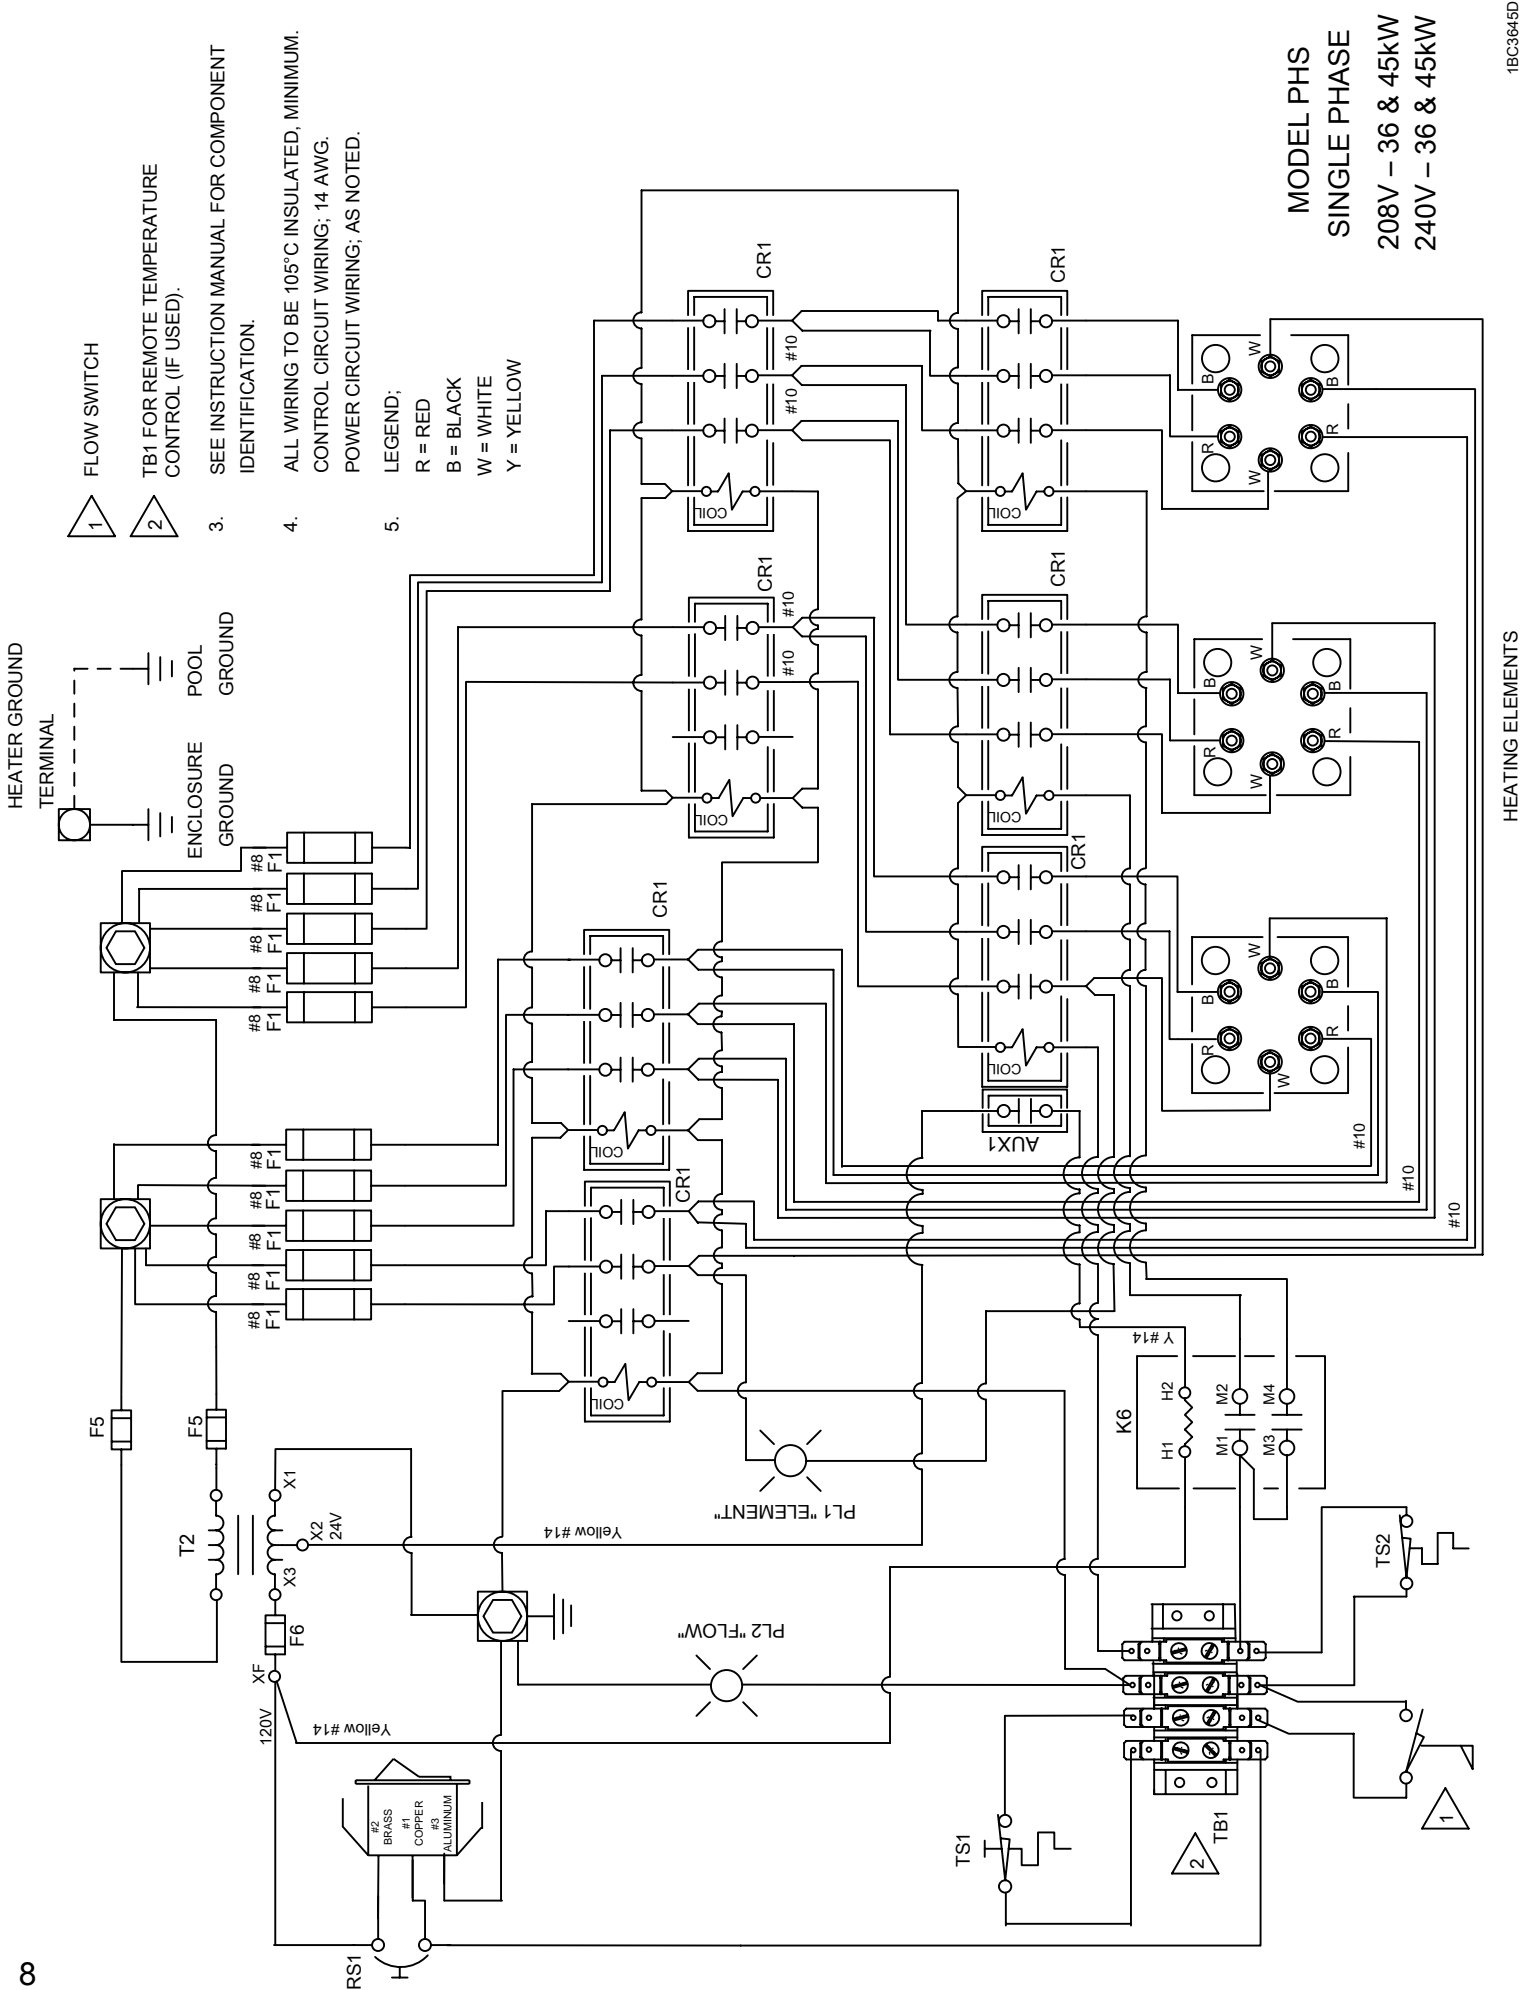 8
HEATER GROUND
TERMINAL
ENCLOSURE
GROUND
POOL
GROUND
1
FLOW SWITCH
2
TB1 FOR REMOTE TEMPERATURE
CONTROL (IF USED).
3.
SEE INSTRUCTION MANUAL FOR COMPONENT
IDENTIFICATION.
4.
ALL WIRING TO BE 105°C INSULATED, MINIMUM.
CONTROL CIRCUIT WIRING; 14 AWG.
POWER CIRCUIT WIRING; AS NOTED.
5.
LEGEND;
R = RED
B = BLACK
W = WHITE
Y = YELLOW
F5
F5
#8
F1
#8
F1
#8
F1
#8
F1
#8
F1
#8
F1
#8
F1
#8
F1
#8
F1
#8
F1
T2
X1
X2
24V
X3
F6
XF
120V
Yellow #14
Yellow #14
RS1
#2
BRASS
#1
COPPER
#3
ALUMINUM
COIL
CR1
COIL
CR1
COIL
CR1
#10
#10
COIL
CR1
#10
#10
PL1 "ELEMENT"
PL2 "FLOW"
AUX1
COIL
CR1
COIL
CR1
COIL
CR1
Y #14
K6
H1
H2
M1
M2
M3
M4
TS1
2
TB1
TS2
1
R
B
W
W
R
B
R
B
W
W
R
B
R
B
W
W
R
B
#10
#10
#10
HEATING ELEMENTS
MODEL PHS
SINGLE PHASE
208V – 36 & 45kW
240V – 36 & 45kW
1BC3645D